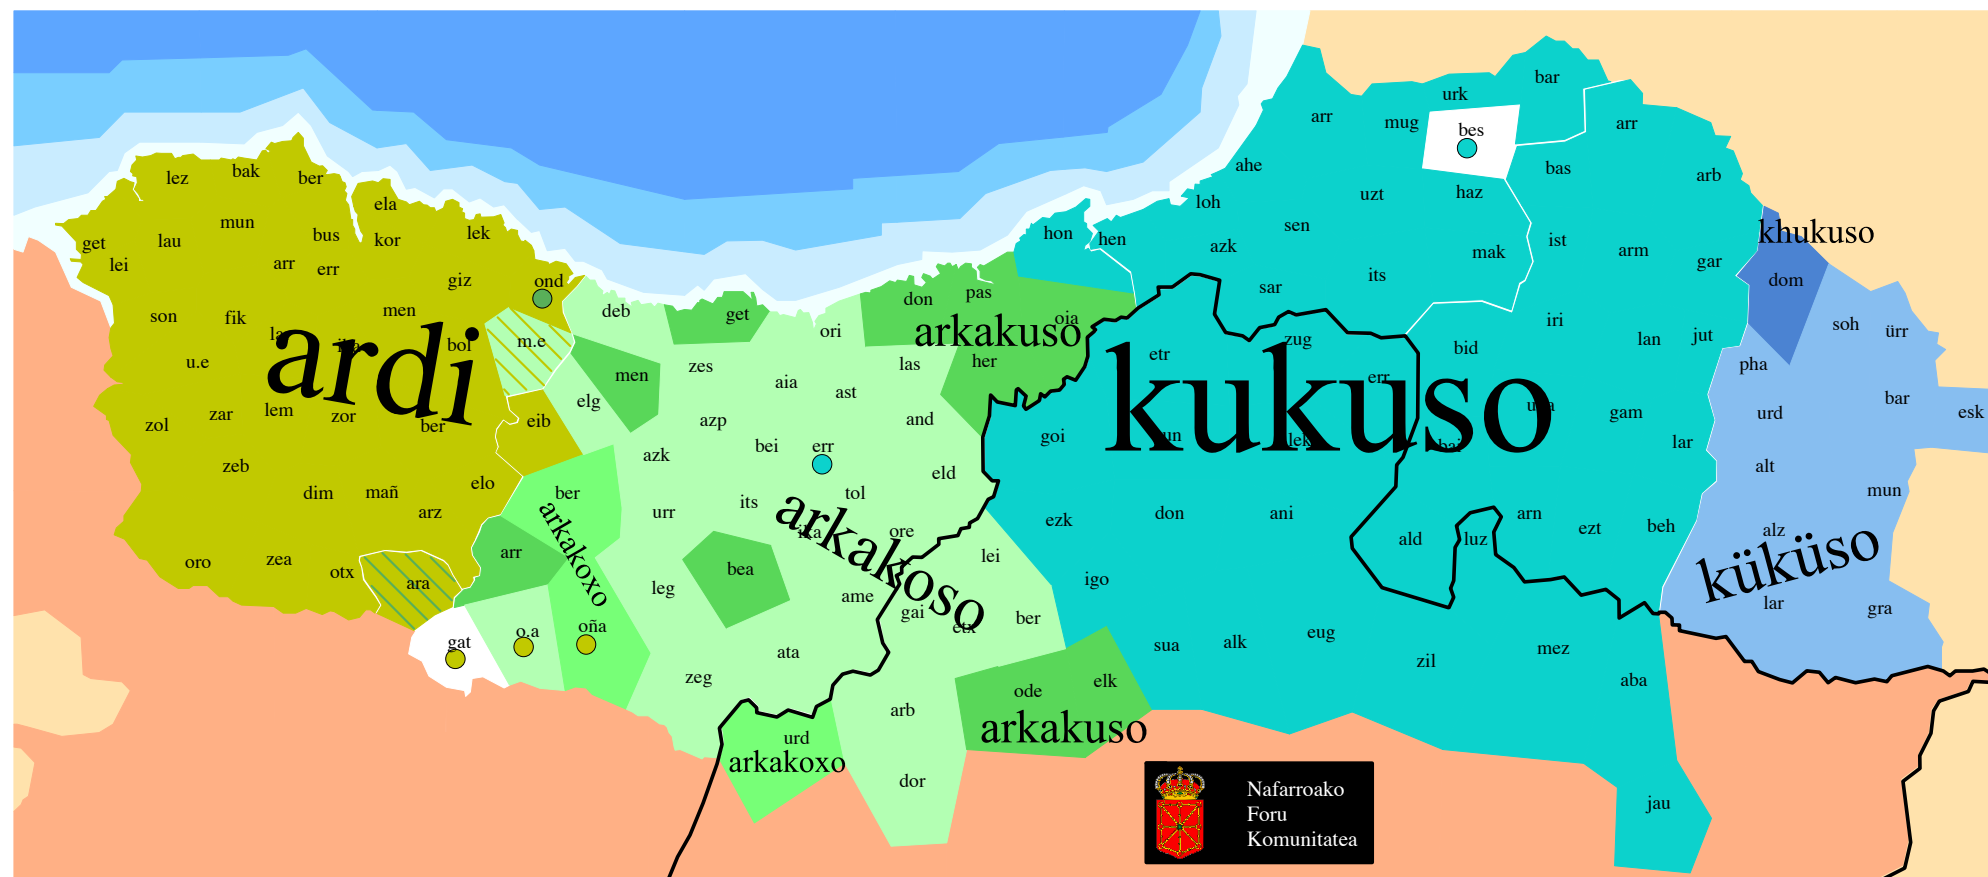 bar
urk
arr
mug
bes
arr
lez
bak
ber
ahe
bas
arb
ela
loh
uzt
haz
mun
lau
bus
kor
lek
get
hon
hen
azk
sen
ist
arm
mak
khukuso
lei
arr
err
giz
ond
sar
its
gar
dom
son
fik
men
deb
get
ori
don
pas
oia
arkakuso
iri
lan
jut
soh
ürr
u.e
bol
m.e
men
zes
aia
ast
las
her
etr
zug
err
bid
pha
ardi
kukuso
zol
zar
lem
zor
ber
eib
elg
azp
and
goi
gam
lar
urd
bar
esk
zeb
azk
bei
err
eld
lek
bai
alt
dim
mañ
elo
arz
ber
urr
its
tol
ezk
don
ani
arn
ezt
beh
mun
oro
zea
otx
ara
arr
arkakoxo
leg
bea
ika
ore
lei
igo
ald
luz
alz
arkakoso
küküso
ame
gai
etx
ber
lar
gra
gat
o.a
oña
zeg
ata
sua
alk
eug
zil
mez
aba
arb
ode
elk
arkakuso
urd
arkakoxo
dor
jau
Nafarroako
Foru
Komunitatea